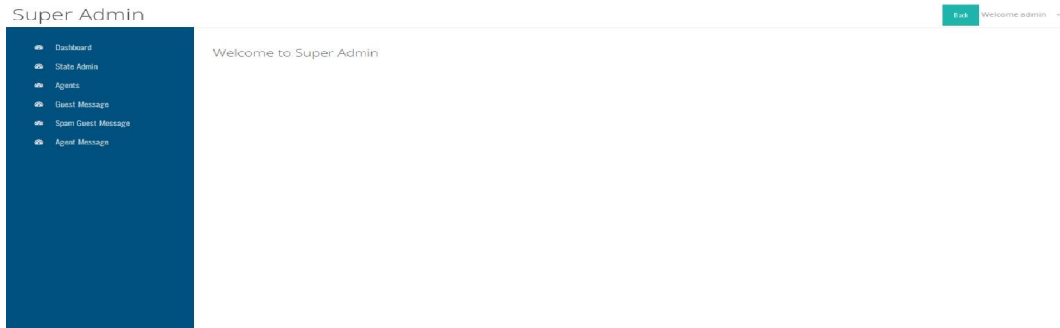 Super Admin
Back Welcome admin
Dashboard
State Admin
Agents
Guest Message
Spam Guest Message
Agent Message
Welcome to Super Admin